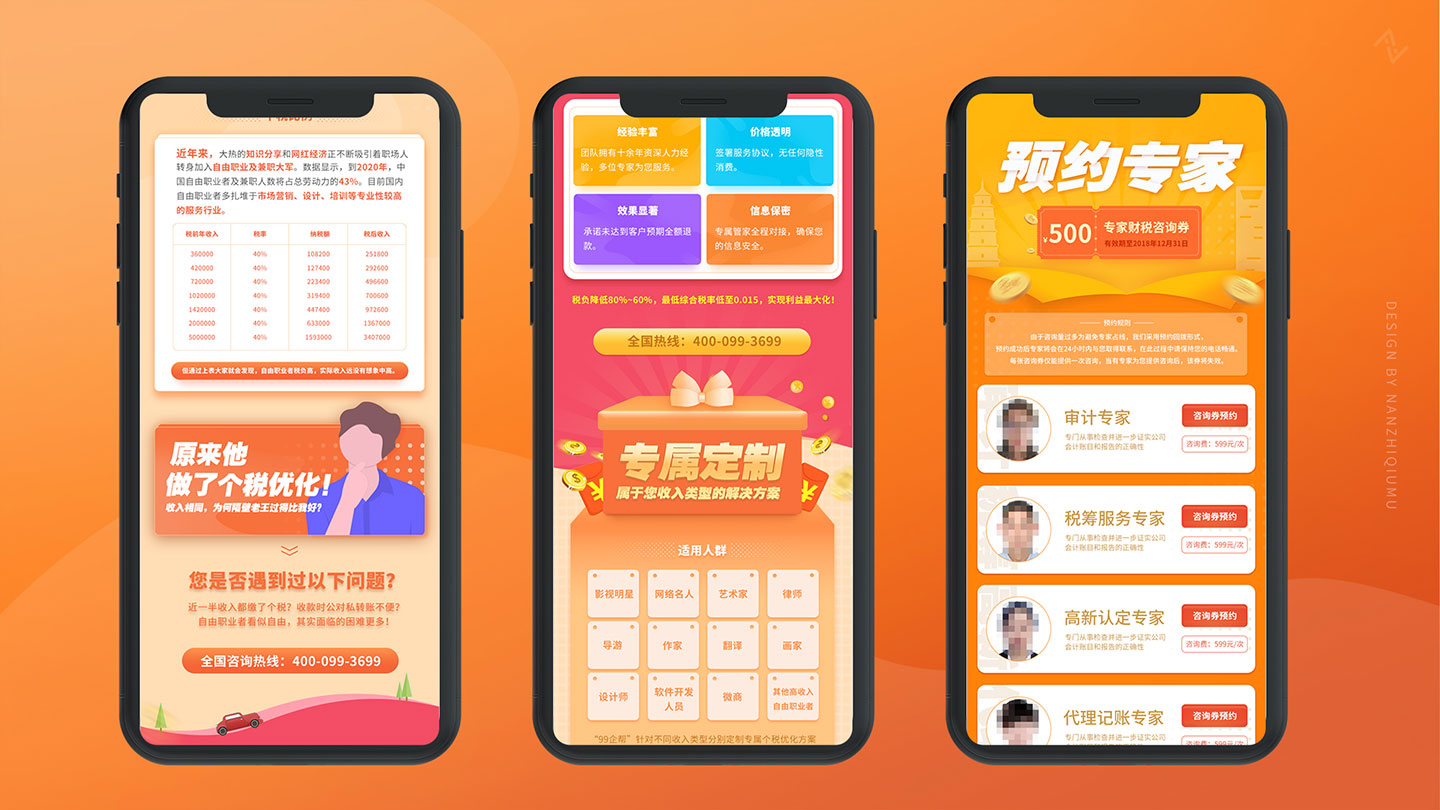 近年来，大热的知识分享和网红经济正不断吸引着职场人
转身加入自由职业及兼职大军。数据显示，到2020年，中
国自由职业者及兼职人数将占总劳动力的43%。目前国内
自由职业者多扎堆于市场营销、设计、培训等专业性较高
的服务行业。
税前年收入 税率 纳税额 税后收入
360000 40% 108200 251800
420000 40% 127400 292600
720000 40% 223400 496600
1020000 40% 319400 700600
1420000 40% 447400 972600
2000000 40% 633000 1367000
5000000 40% 1593000 3407000
但通过上表大家就会发现，自由职业者税负高，实际收入远没有想象中高。
原来他
做了个税优化！
收入相同，为何隔壁老王过得比我好？
您是否遇到过以下问题？
近一半收入都缴了个税？收款时公对私转账不便？
自由职业者看似自由，其实面临的困难更多！
全国咨询热线：400-099-3699
经验丰富
团队拥有十余年资深人力经
验，多位专家为您服务。
价格透明
签署服务协议，无任何隐性
消费。
效果显著
承诺未达到客户预期全额退
款。
信息保密
专属管家全程对接，确保您
的信息安全。
税负降低80%~60%，最低综合税率低至0.015，实现利益最大化！
全国热线：400-099-3699
专属定制
属于您收入类型的解决方案
适用人群
影视明星 网络名人 艺术家 律师
导游 作家 翻译 画家
设计师 软件开发
人员 微商 其他高收入
自由职业者
“99企帮”针对不同收入类型分别定制专属个税优化方案
预约专家
¥500 专家财税咨询券
有效期至2018年12月31日
预约规则
由于咨询量过多为避免专家占线，我们采用预约回拨形式。
预约成功后专家将会在24小时内与您取得联系，在此过程中请保持您的电话畅通。
每张咨询券仅能提供一次咨询，当有专家为您提供咨询后，该券将失效。
审计专家
专门从事检查并进一步证实公司
会计账目和报告的正确性
咨询券预约
咨询费：599元/次
税筹服务专家
专门从事检查并进一步证实公司
会计账目和报告的正确性
咨询券预约
咨询费：599元/次
高新认定专家
专门从事检查并进一步证实公司
会计账目和报告的正确性
咨询券预约
咨询费：599元/次
代理记账专家
专门从事检查并进一步证实公司
会计账目和报告的正确性
咨询券预约
咨询费：599元/次
DESIGN BY NANZHIQIUMU